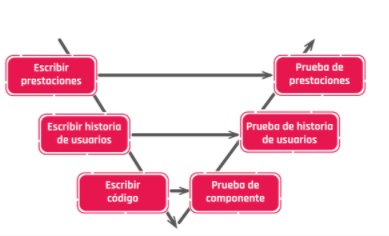 Escribir
prestaciones
Prueba de
prestaciones
Escribir historia
de usuarios
Prueba de historia
de usuarios
Escribir
código
Prueba de
componente